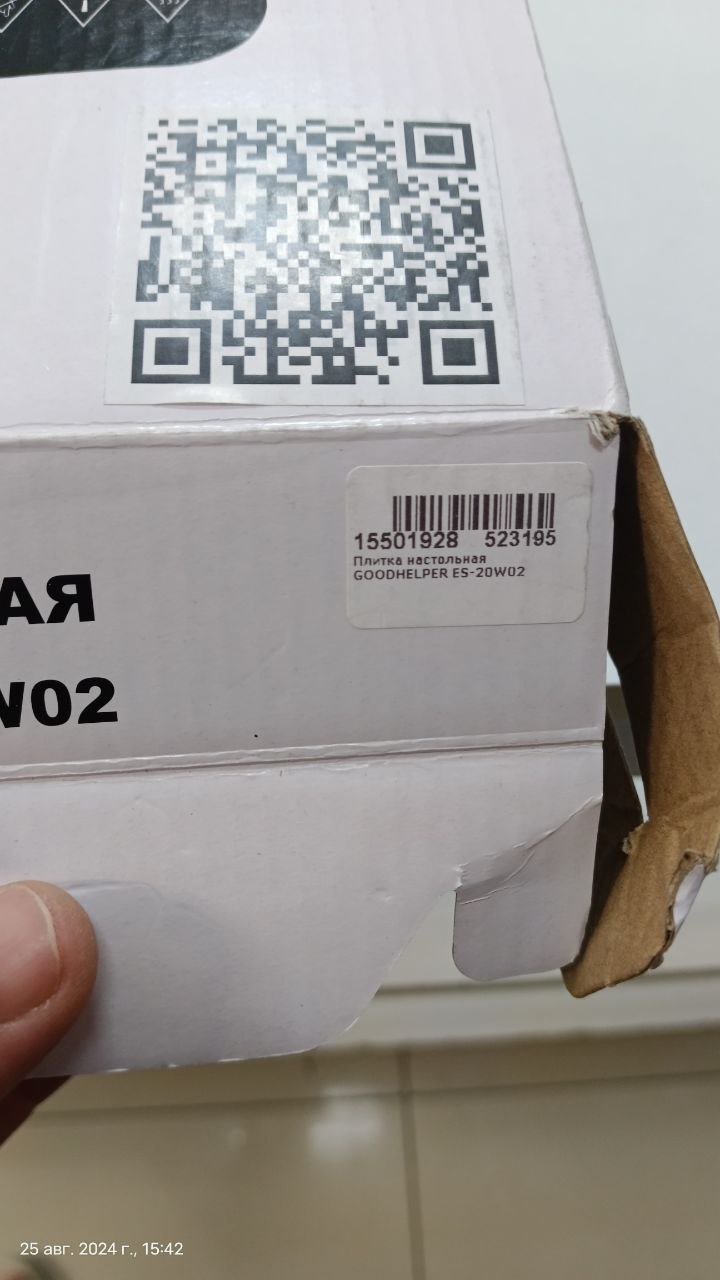 15501928 523195
Плитка настольная
GOODHELPER ES-20W02
АЯ
W02
25 авг. 2024 г., 15:42